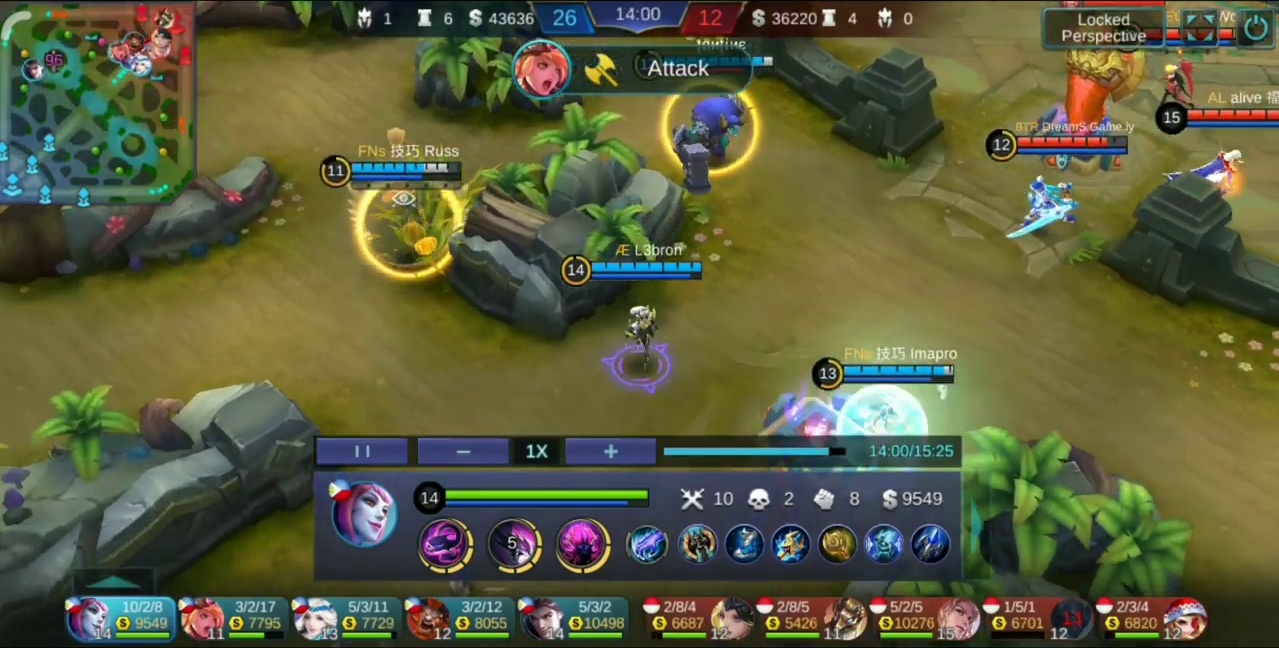 1 6 $ 43636 26 14:00 12 $ 36220 4 0
Locked
Perspective
96
Attack
FNs 技巧 Russ
11
BTR DreamS Game.ly
12
AL alive 福
15
Æ L3bron
14
FNs 技巧 Imapro
13
II − 1X + 14:00/15:25
14 10 2 8 $ 9549
5
10/2/8 3/2/17 5/3/11 3/2/12 5/3/2 2/8/4 2/8/5 5/2/5 1/5/1 2/3/4
$ 9549 $ 7795 $ 7729 $ 8055 $ 10498 $ 6687 $ 5426 $ 10276 $ 6701 $ 6820
14 11 13 12 14 12 11 15 12 12